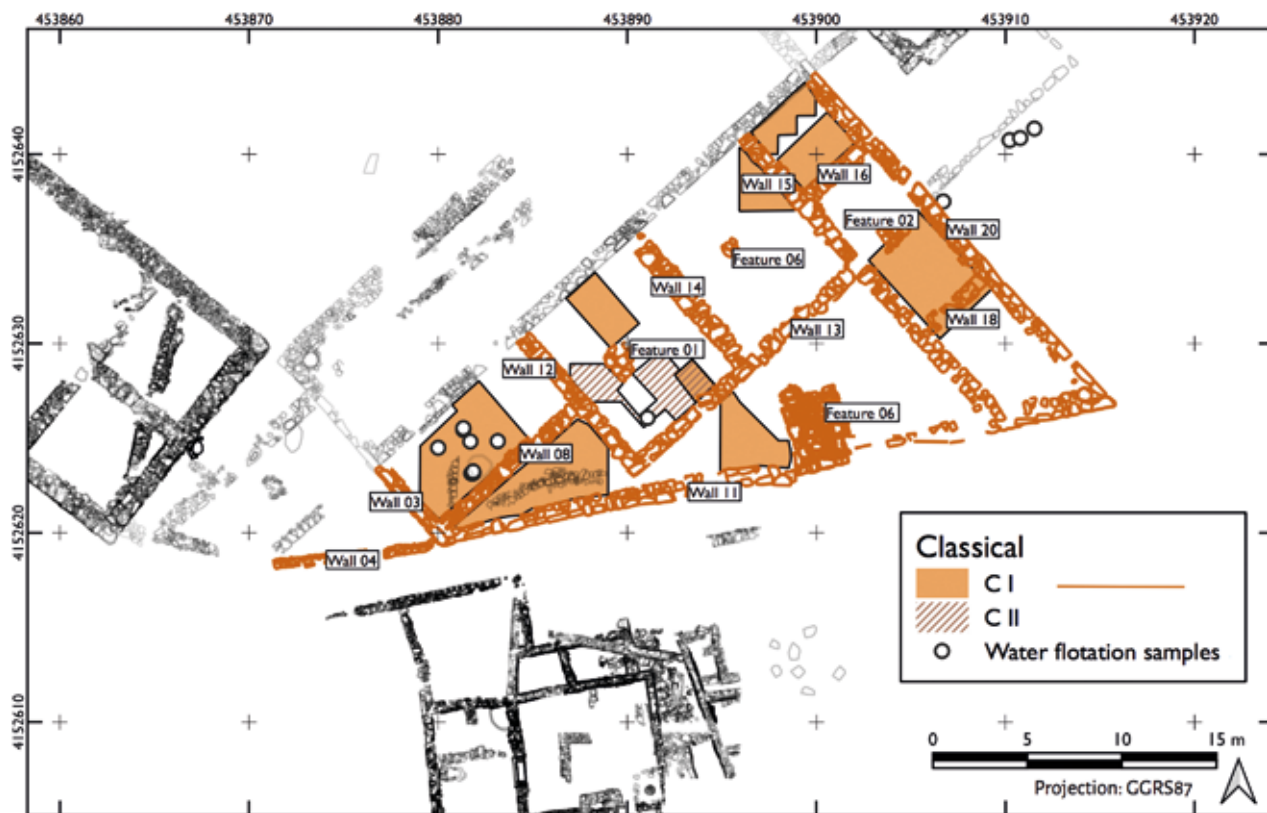 453860 453870 453880 453890 453900 453910 453920
4152640
4152630
4152620
4152610
Wall 15
Wall 16
Feature 02
Wall 20
Feature 06
Wall 14
Wall 13
Wall 18
Feature 01
Wall 12
Feature 06
Wall 08
Wall 03
Wall 11
Wall 04
Classical
C I
C II
Water flotation samples
0 5 10 15 m
Projection: GGRS87